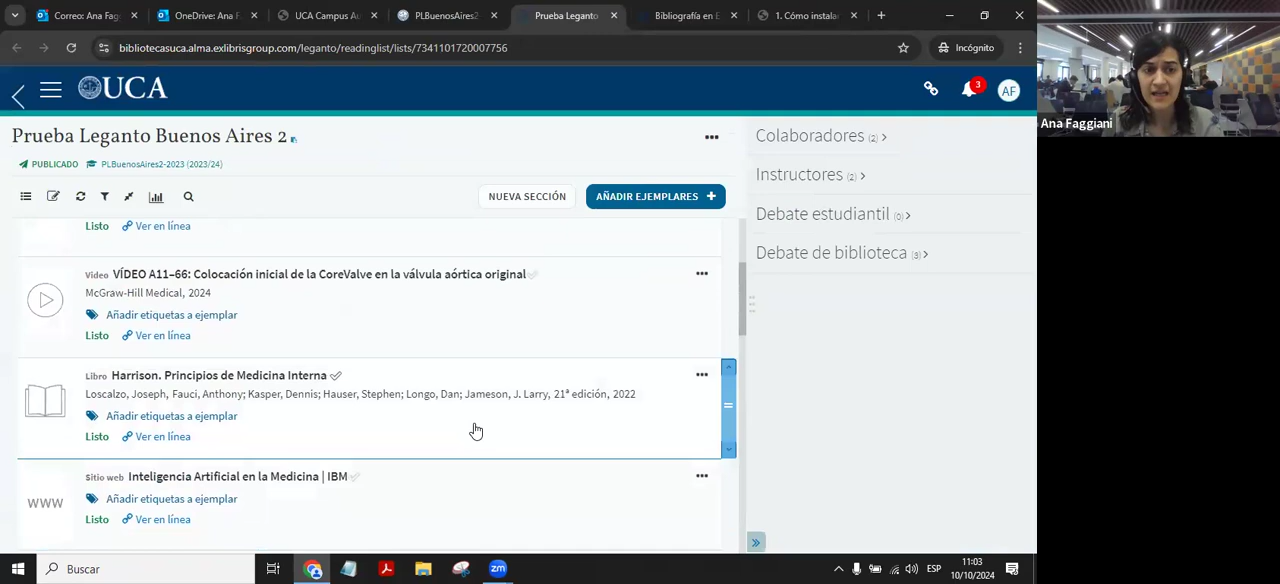 Correo: Ana Fag
OneDrive: Ana F
UCA Campus Au
PLBuenosAires2-
Prueba Leganto
Bibliografía en E
1. Cómo instala
bibliotecasuca.alma.exlibrisgroup.com/leganto/readinglist/lists/7341101720007756
Incógnito
UCA
3
AF
Ana Faggiani
Prueba Leganto Buenos Aires 2
PUBLICADO
PLBuenosAires2-2023 (2023/24)
NUEVA SECCIÓN
AÑADIR EJEMPLARES +
Colaboradores (2) >
Instructores (2) >
Debate estudiantil (0) >
Debate de biblioteca (3) >
Listo Ver en línea
Video VÍDEO A11–66: Colocación inicial de la CoreValve en la válvula aórtica original
McGraw-Hill Medical, 2024
Añadir etiquetas a ejemplar
Listo Ver en línea
Libro Harrison. Principios de Medicina Interna
Loscalzo, Joseph, Fauci, Anthony; Kasper, Dennis; Hauser, Stephen; Longo, Dan; Jameson, J. Larry, 21ª edición, 2022
Añadir etiquetas a ejemplar
Listo Ver en línea
Sitio web Inteligencia Artificial en la Medicina | IBM
WWW
Añadir etiquetas a ejemplar
Listo Ver en línea
Buscar
zm
ESP
11:03
10/10/2024